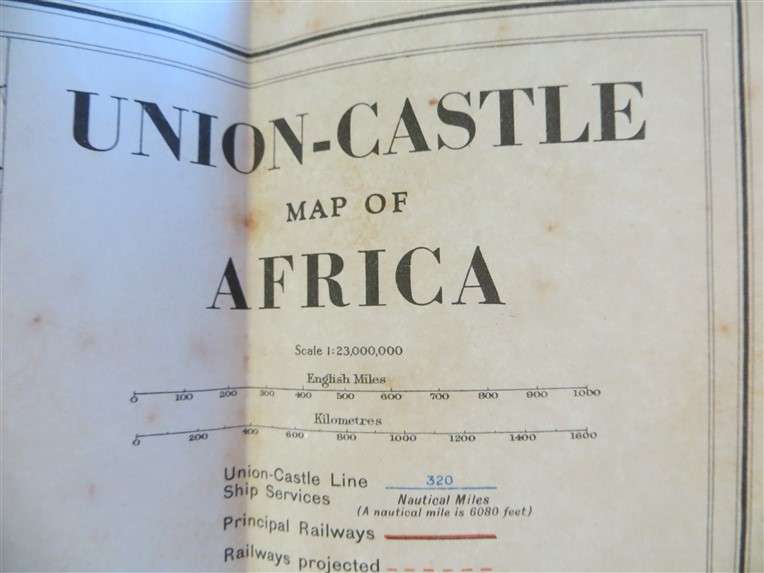 UNION-CASTLE
MAP OF
AFRICA
Scale 1:23,000,000
English Miles
0 100 200 300 400 500 600 700 800 900 1000
Kilometres
0 200 400 600 800 1000 1200 1400 1600
Union-Castle Line 320
Ship Services Nautical Miles
(A nautical mile is 6080 feet)
Principal Railways
Railways projected